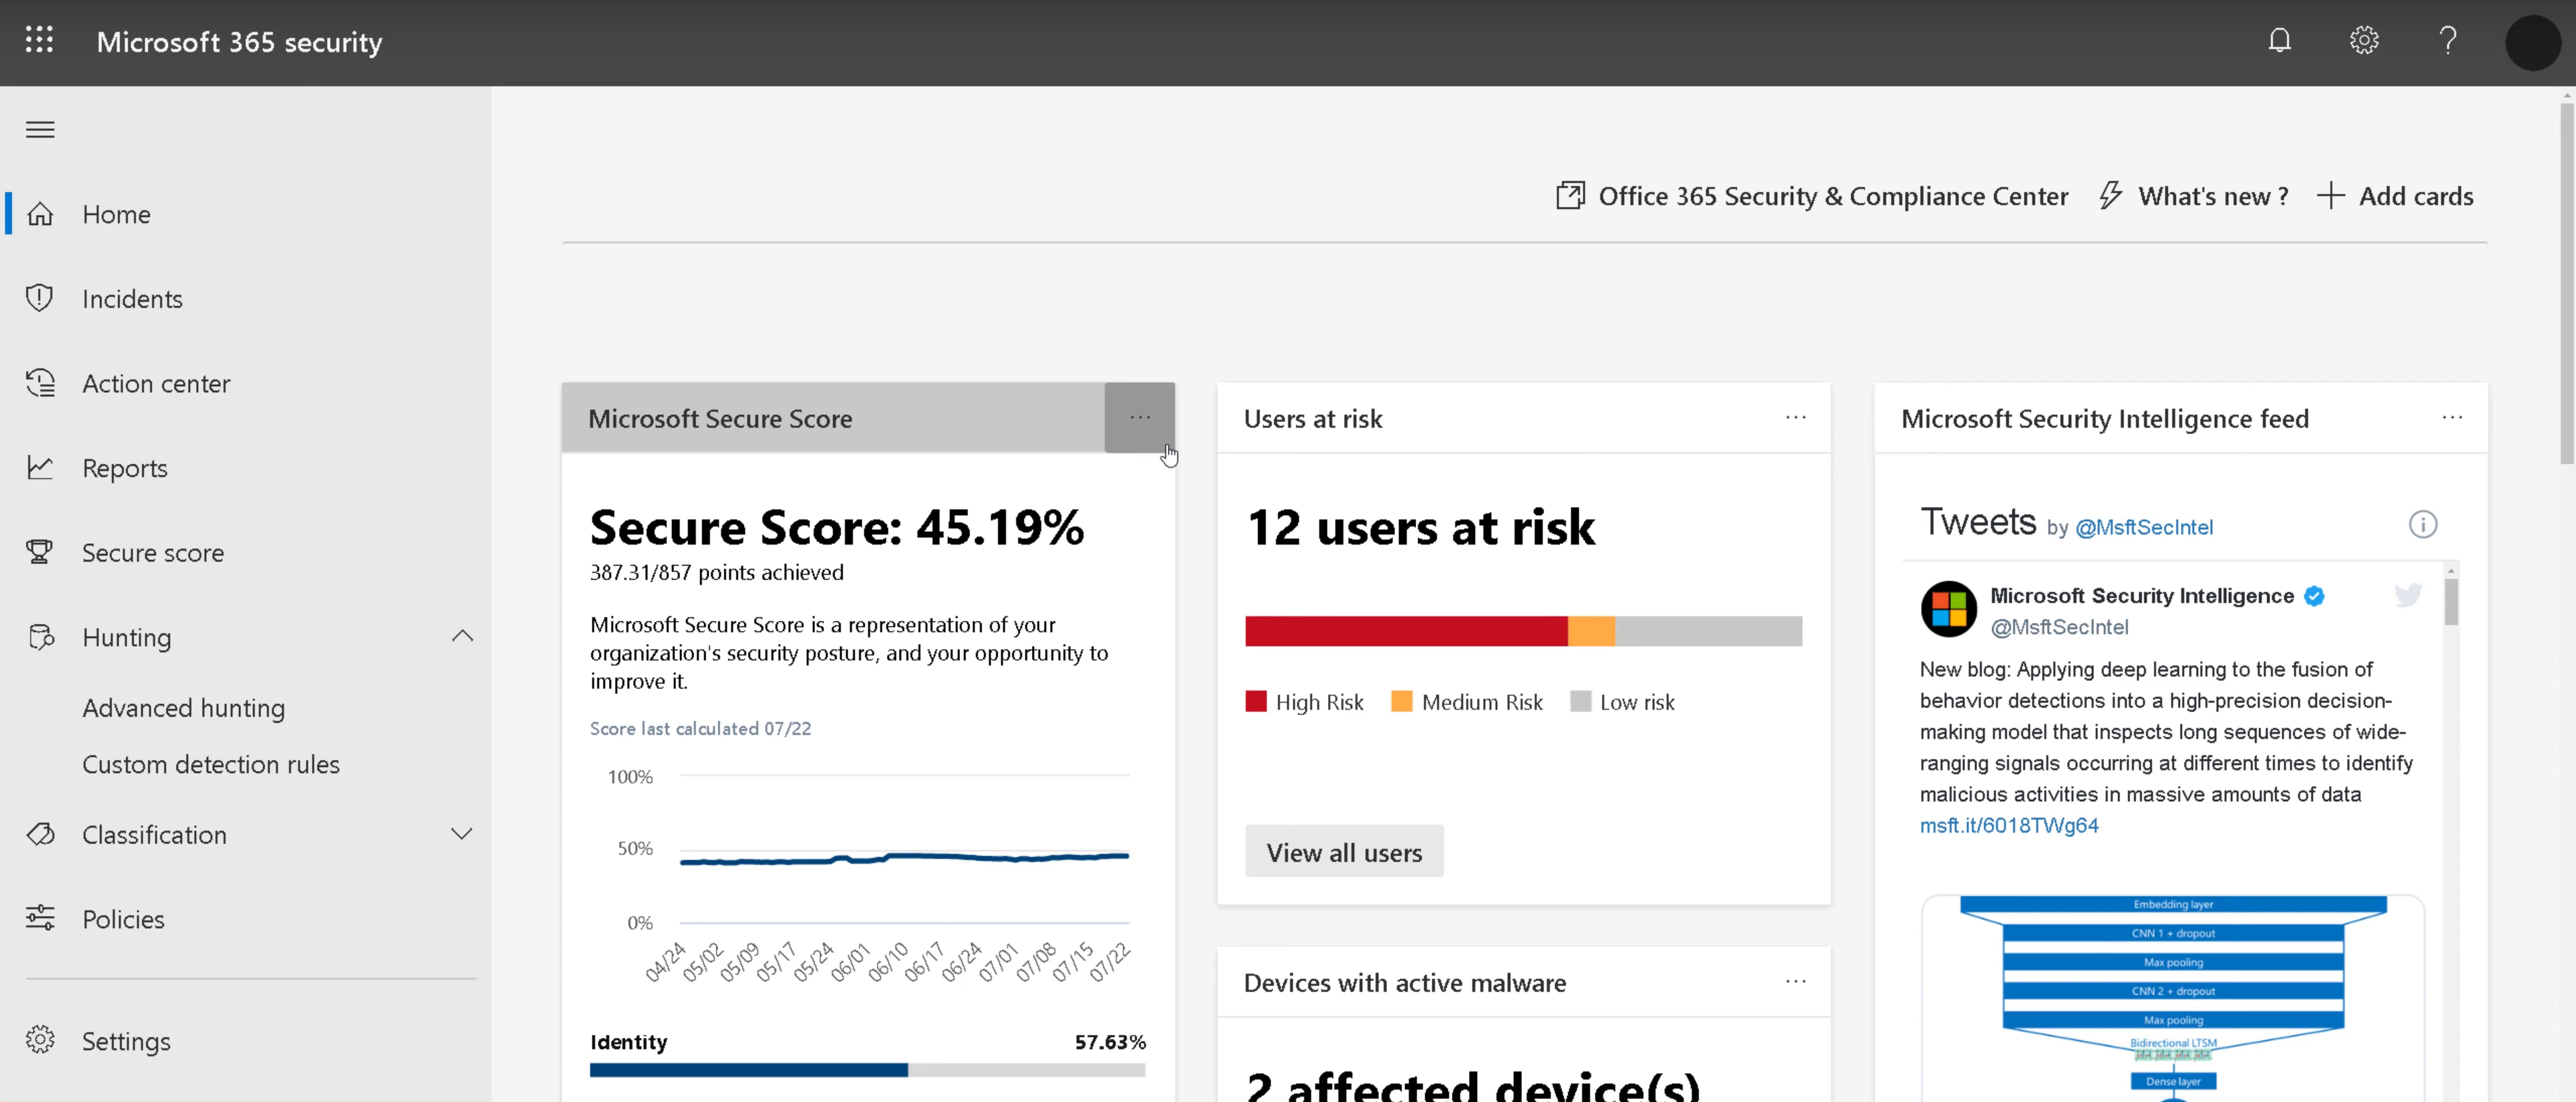 Microsoft 365 security
Home
Incidents
Action center
Reports
Secure score
Hunting
Advanced hunting
Custom detection rules
Classification
Policies
Settings
Office 365 Security & Compliance Center
What's new ?
Add cards
Microsoft Secure Score
Secure Score: 45.19%
387.31/857 points achieved
Microsoft Secure Score is a representation of your
organization's security posture, and your opportunity to
improve it.
Score last calculated 07/22
100%
50%
0%
04/24
05/02
05/09
05/17
05/24
06/01
06/10
06/17
06/24
07/01
07/08
07/15
07/22
Identity 57.63%
Users at risk
12 users at risk
High Risk Medium Risk Low risk
View all users
Devices with active malware
2 affected device(s)
Microsoft Security Intelligence feed
Tweets by @MsftSecIntel
Microsoft Security Intelligence
@MsftSecIntel
New blog: Applying deep learning to the fusion of
behavior detections into a high-precision decision-
making model that inspects long sequences of wide-
ranging signals occurring at different times to identify
malicious activities in massive amounts of data
msft.it/6018TWg64
Embedding layer
CNN 1 + dropout
Max pooling
CNN 2 + dropout
Max pooling
Bidirectional LTSM
Dense layer